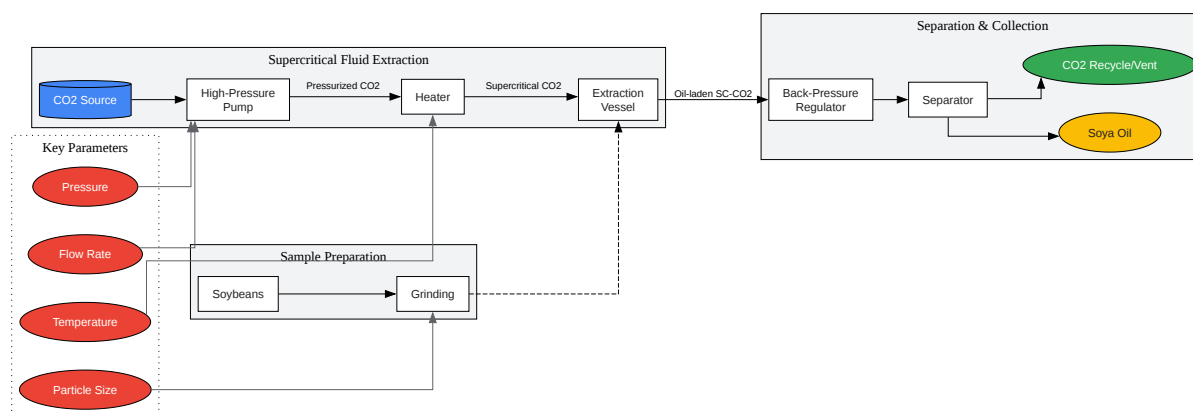 Separation & Collection
Supercritical Fluid Extraction
CO2 Recycle/Vent
CO2 Source
High-Pressure
Pump
Pressurized CO2
Heater
Supercritical CO2
Extraction
Vessel
Oil-laden SC-CO2
Back-Pressure
Regulator
Separator
Soya Oil
Key Parameters
Pressure
Flow Rate
Temperature
Particle Size
Sample Preparation
Soybeans
Grinding